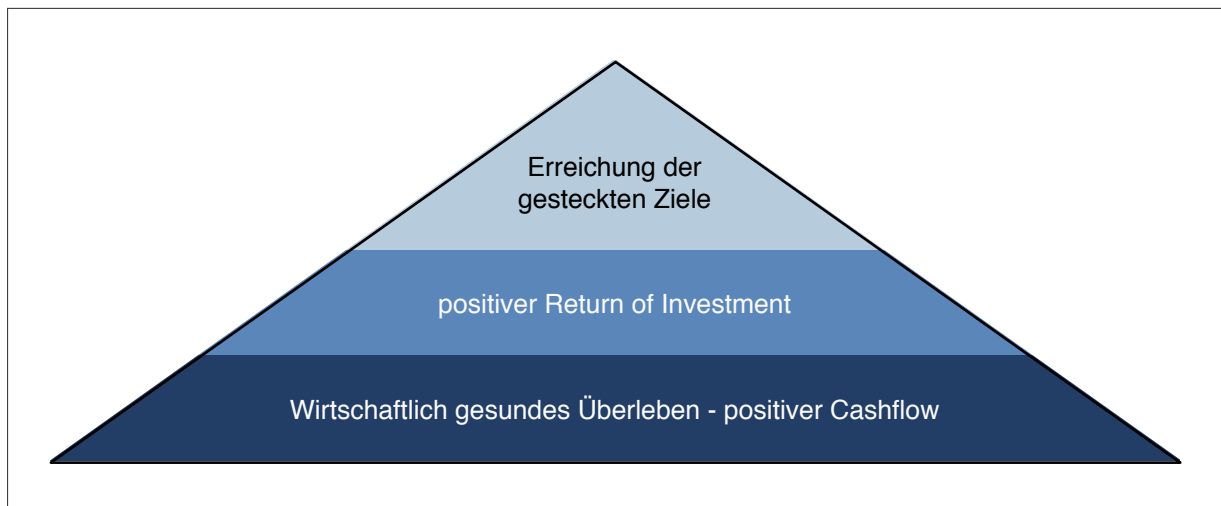 Erreichung der
gesteckten Ziele
positiver Return of Investment
Wirtschaftlich gesundes Überleben - positiver Cashflow